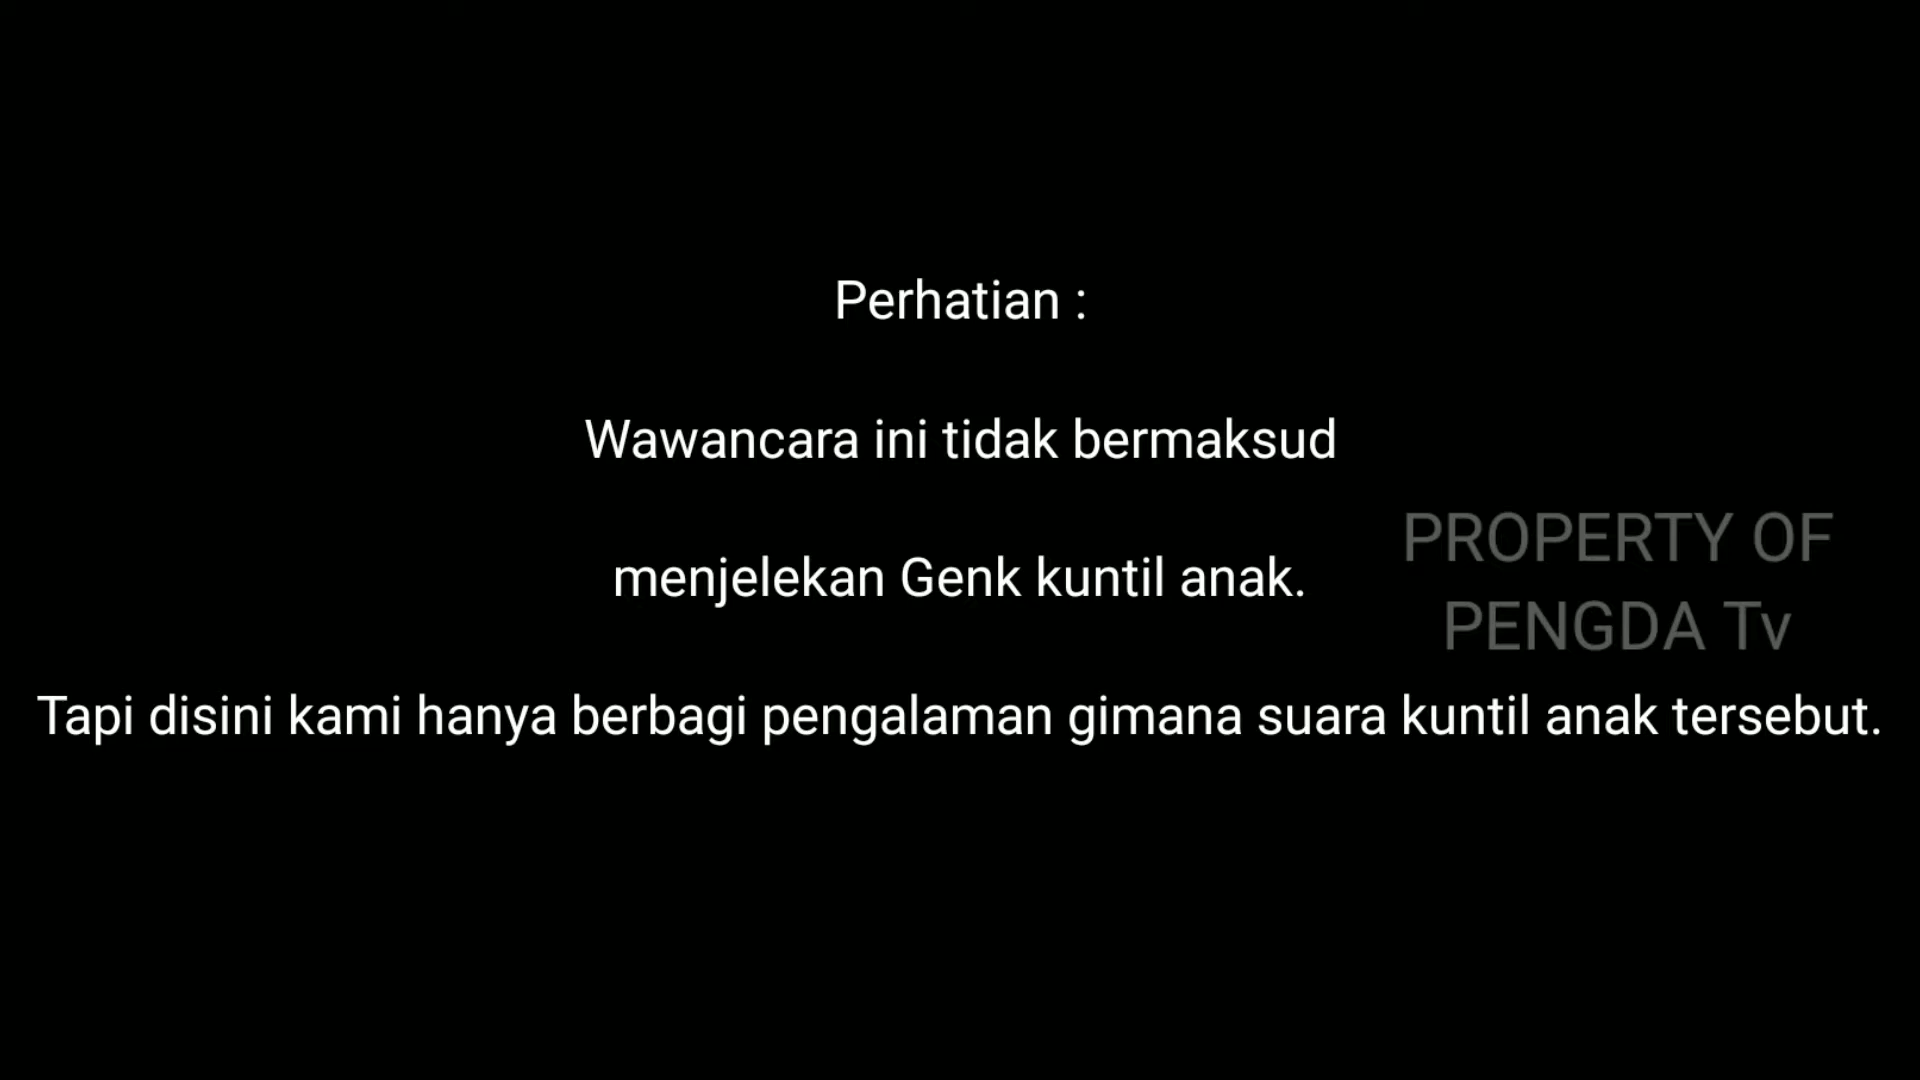 Perhatian :
Wawancara ini tidak bermaksud
menjelekan Genk kuntil anak.
Tapi disini kami hanya berbagi pengalaman gimana suara kuntil anak tersebut.
PROPERTY OF
PENGDA Tv